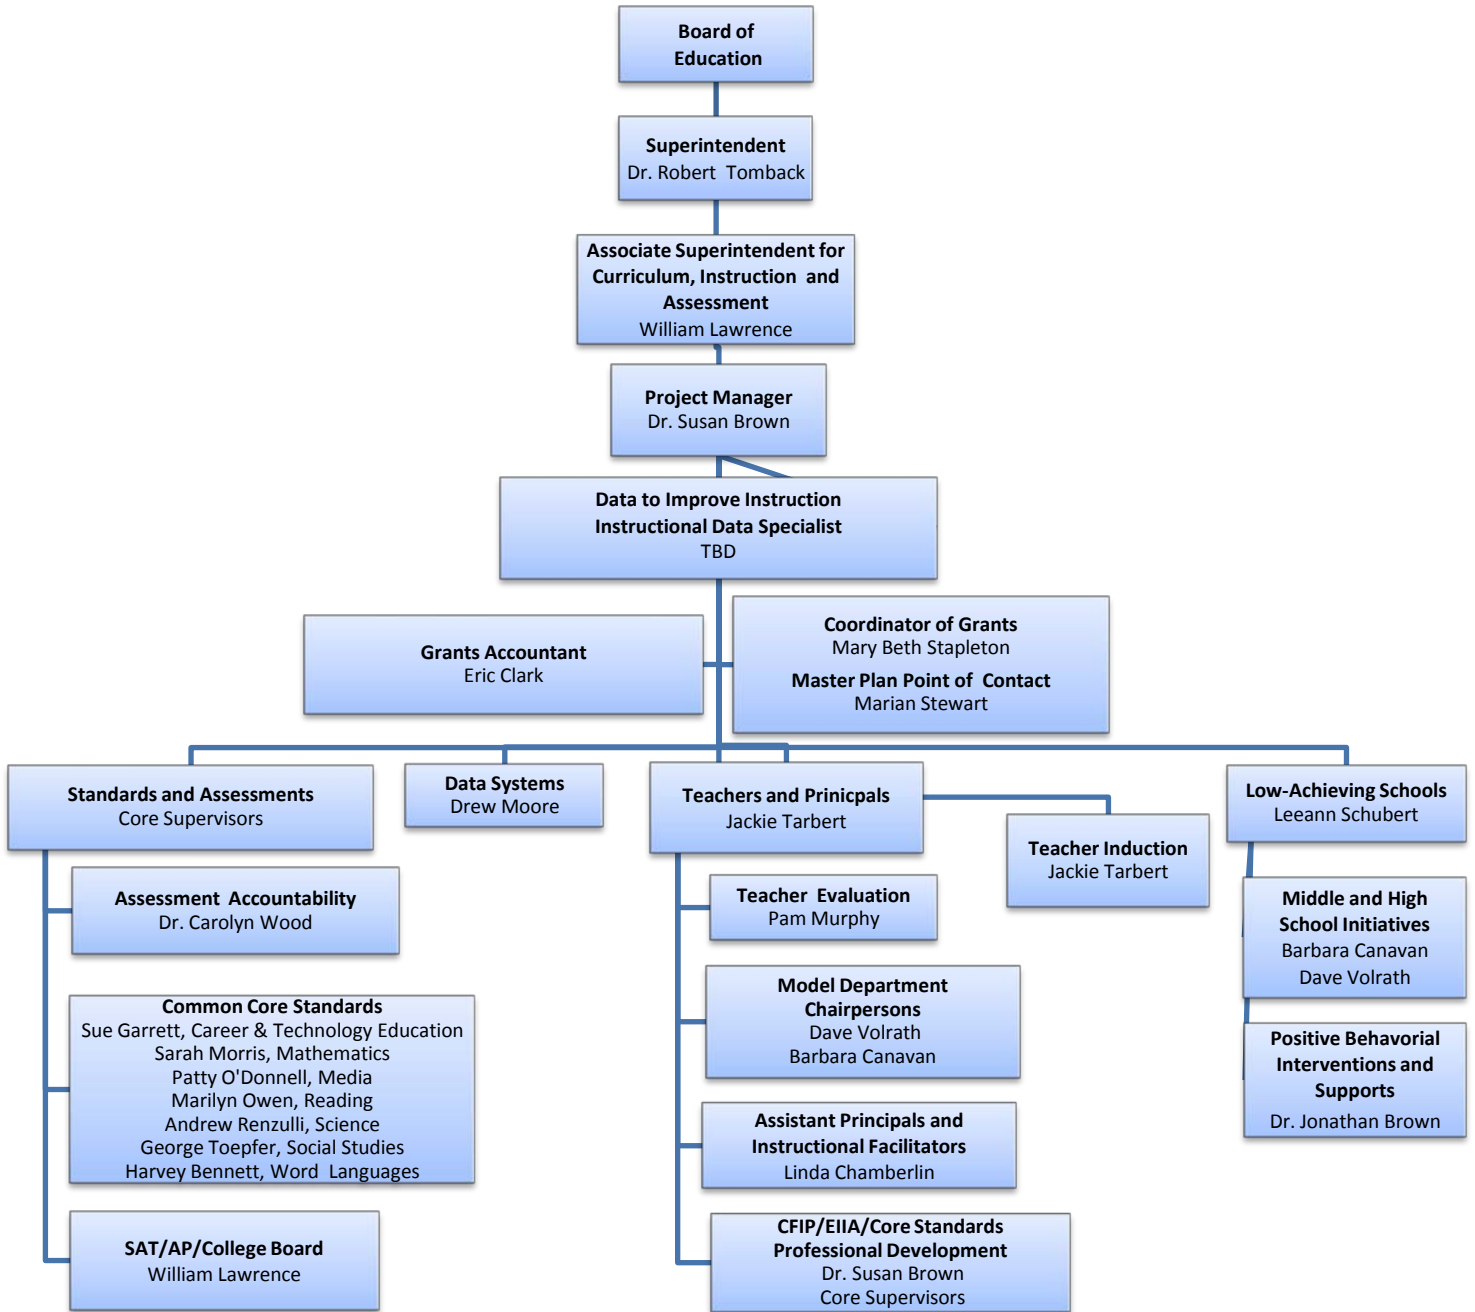 Board of
Education
Superintendent
Dr. Robert Tomback
Associate Superintendent for
Curriculum, Instruction and
Assessment
William Lawrence
Project Manager
Dr. Susan Brown
Data to Improve Instruction
Instructional Data Specialist
TBD
Grants Accountant
Eric Clark
Coordinator of Grants
Mary Beth Stapleton
Master Plan Point of Contact
Marian Stewart
Standards and Assessments
Core Supervisors
Data Systems
Drew Moore
Teachers and Prinicpals
Jackie Tarbert
Teacher Induction
Jackie Tarbert
Low-Achieving Schools
Leeann Schubert
Assessment Accountability
Dr. Carolyn Wood
Common Core Standards
Sue Garrett, Career & Technology Education
Sarah Morris, Mathematics
Patty O'Donnell, Media
Marilyn Owen, Reading
Andrew Renzulli, Science
George Toepfer, Social Studies
Harvey Bennett, Word Languages
SAT/AP/College Board
William Lawrence
Teacher Evaluation
Pam Murphy
Model Department
Chairpersons
Dave Volrath
Barbara Canavan
Assistant Principals and
Instructional Facilitators
Linda Chamberlin
CFIP/EIIA/Core Standards
Professional Development
Dr. Susan Brown
Core Supervisors
Middle and High
School Initiatives
Barbara Canavan
Dave Volrath
Positive Behavorial
Interventions and
Supports
Dr. Jonathan Brown